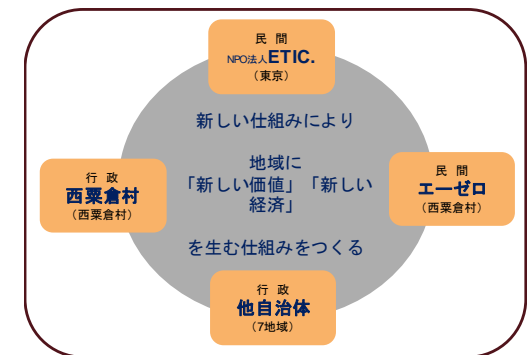 民 間
NPO法人ETIC.
（東京）
新しい仕組みにより
地域に
「新しい価値」「新しい
経済」
を生む仕組みをつくる
行 政
西粟倉村
（西粟倉村）
民 間
エーゼロ
（西粟倉村）
行 政
他自治体
（7地域）